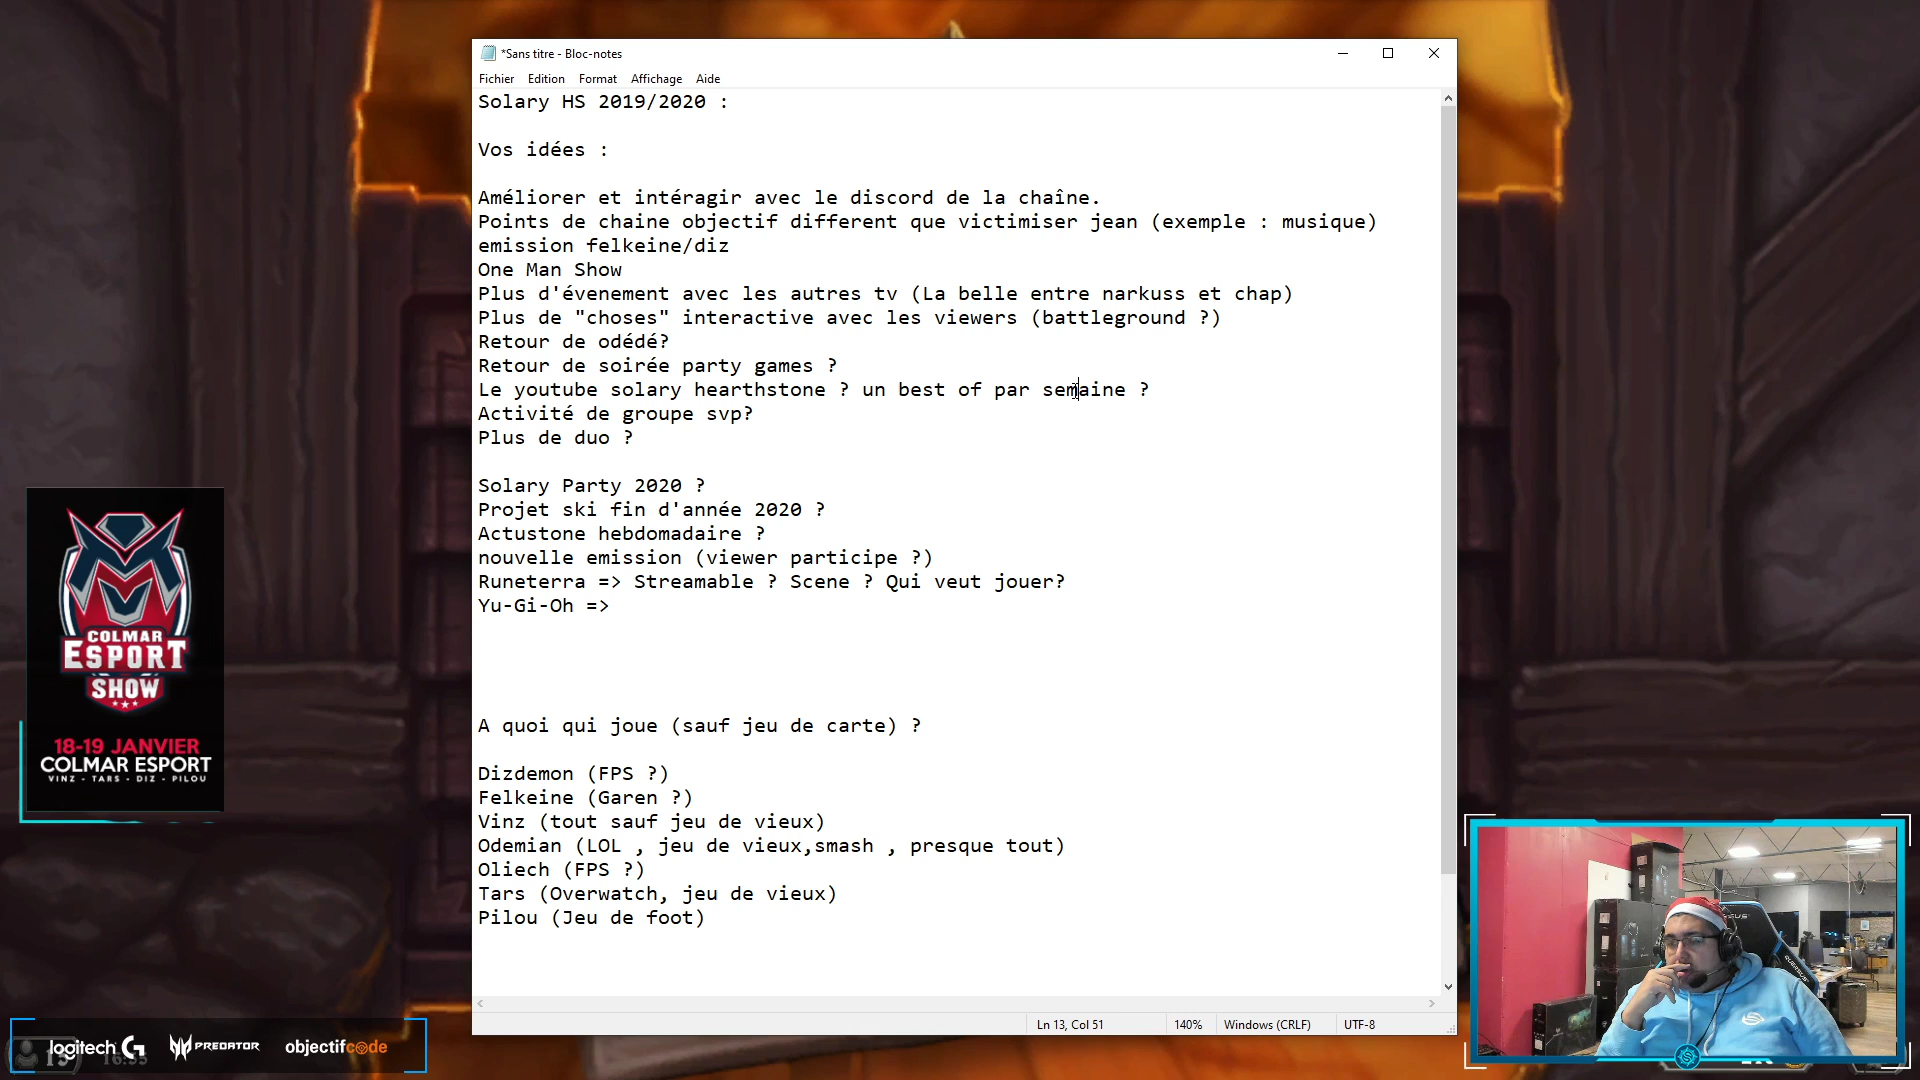 *Sans titre - Bloc-notes
Fichier Edition Format Affichage Aide
Solary HS 2019/2020 :
Vos idées :
Améliorer et intéragir avec le discord de la chaîne.
Points de chaine objectif different que victimiser jean (exemple : musique)
emission felkeine/diz
One Man Show
Plus d'évenement avec les autres tv (La belle entre narkuss et chap)
Plus de "choses" interactive avec les viewers (battleground ?)
Retour de odédé?
Retour de soirée party games ?
Le youtube solary hearthstone ? un best of par semaine ?
Activité de groupe svp?
Plus de duo ?
Solary Party 2020 ?
Projet ski fin d'année 2020 ?
Actustone hebdomadaire ?
nouvelle emission (viewer participe ?)
Runeterra => Streamable ? Scene ? Qui veut jouer?
Yu-Gi-Oh =>
A quoi qui joue (sauf jeu de carte) ?
Dizdemon (FPS ?)
Felkeine (Garen ?)
Vinz (tout sauf jeu de vieux)
Odemian (LOL , jeu de vieux,smash , presque tout)
Oliech (FPS ?)
Tars (Overwatch, jeu de vieux)
Pilou (Jeu de foot)
Ln 13, Col 51 140% Windows (CRLF) UTF-8
COLMAR
ESPORT
SHOW
18-19 JANVIER
COLMAR ESPORT
VINZ - TARS - DIZ - PILOU
logitech G PREDATOR objectifcode
15